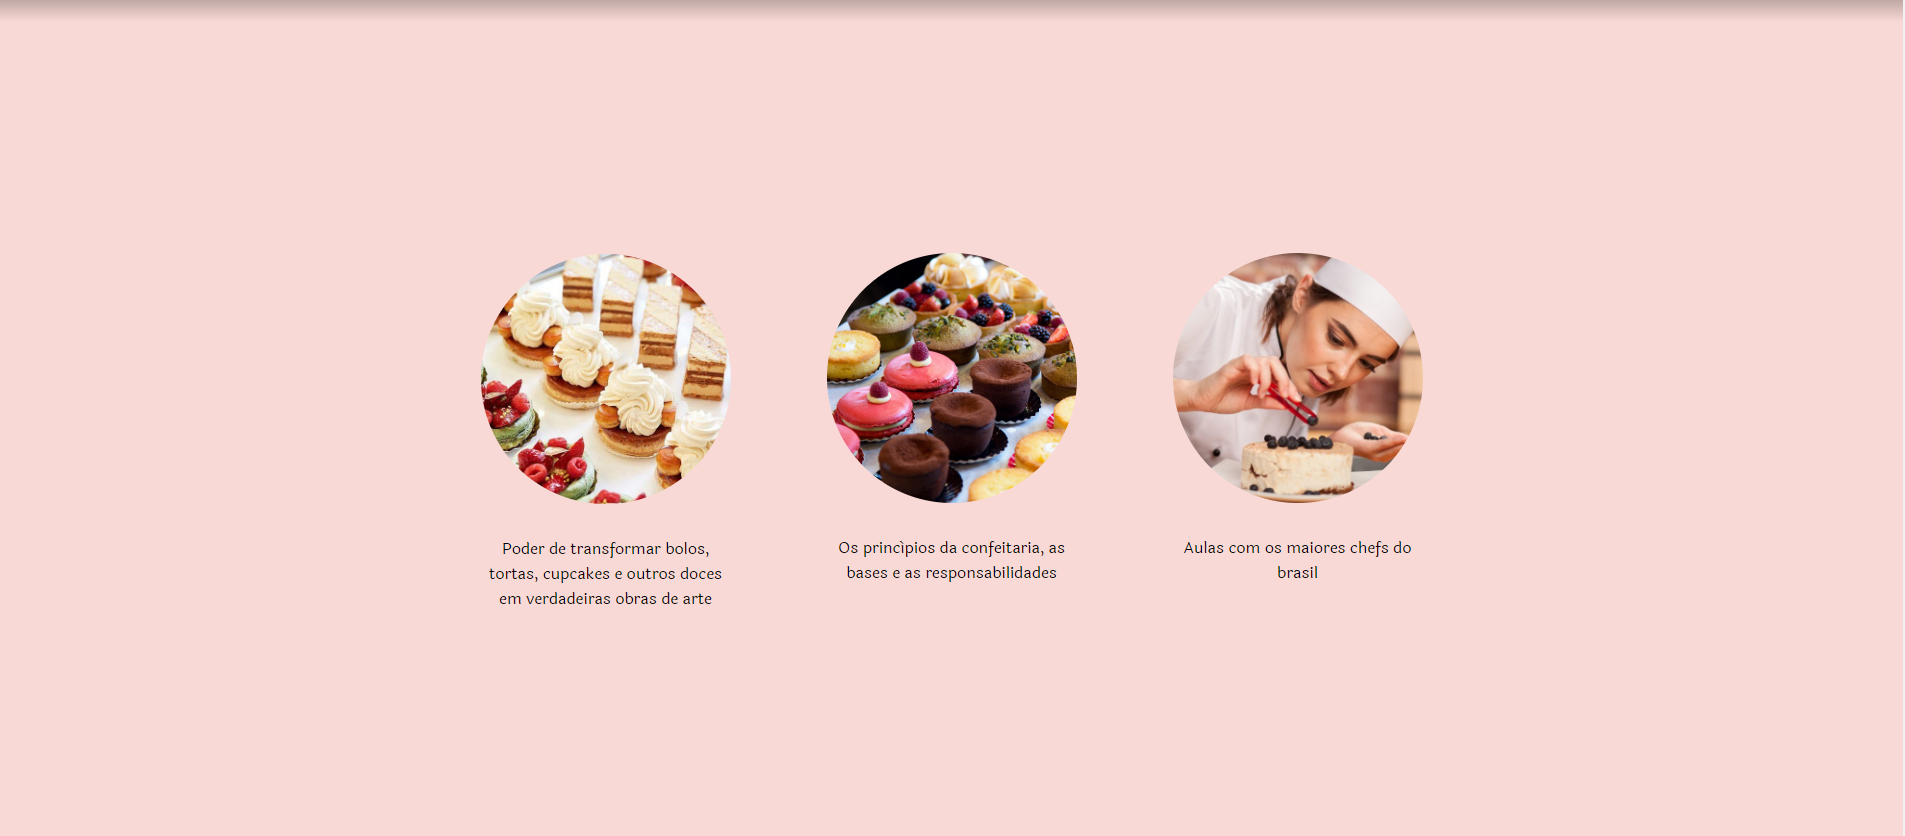 Poder de transformar bolos,
tortas, cupcakes e outros doces
em verdadeiras obras de arte
Os princìpios da confeitaria, as
bases e as responsabilidades
Aulas com os maiores chefs do
brasil